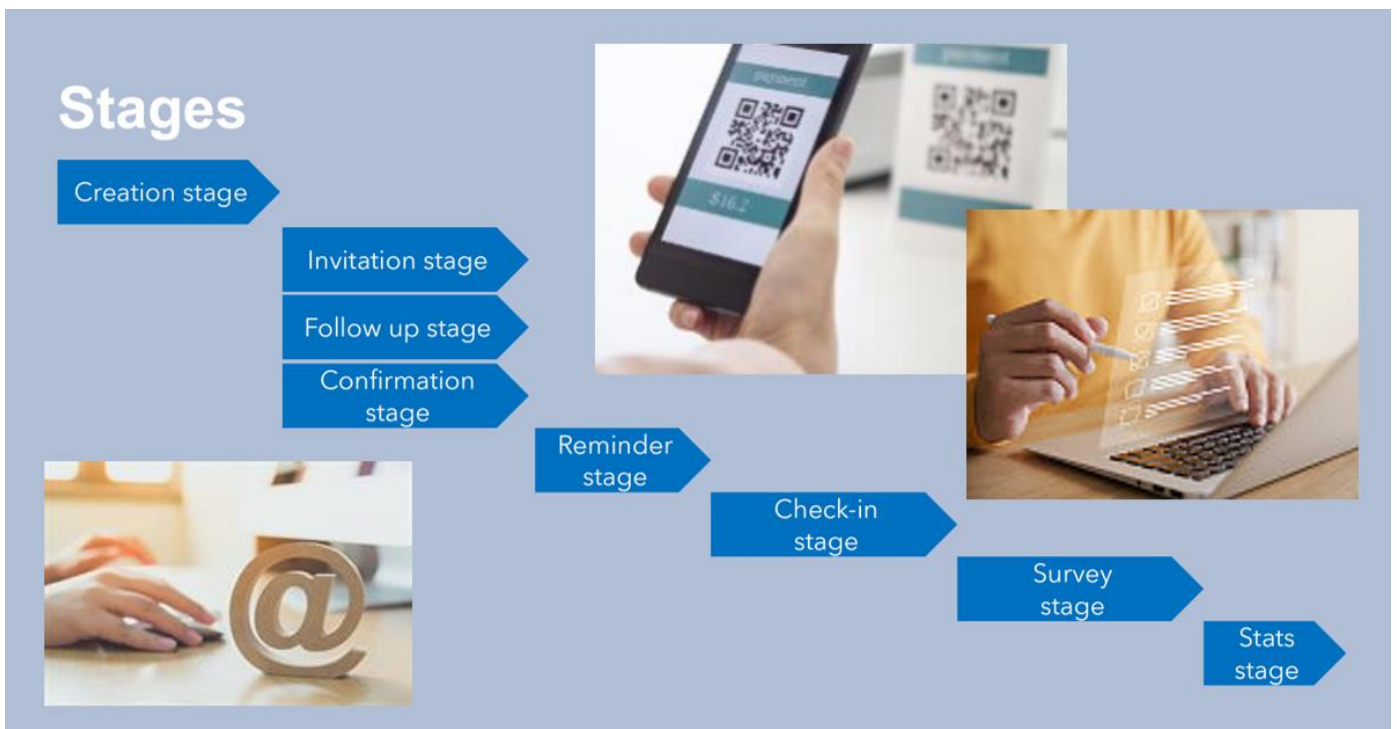 Stages
Creation stage
Invitation stage
Follow up stage
Confirmation
stage
Reminder
stage
Check-in
stage
Survey
stage
Stats
stage
payment
$16.2